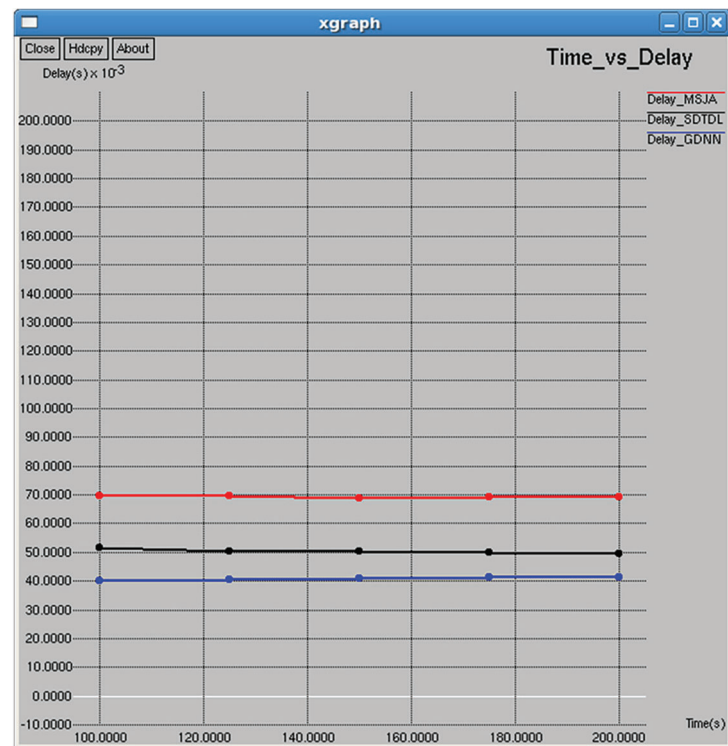 xgraph
Close Hdcpy About
Time_vs_Delay
Delay(s) x 10-3
Delay_MSJA
Delay_SDTDL
Delay_GDNN
200.0000
190.0000
180.0000
170.0000
160.0000
150.0000
140.0000
130.0000
120.0000
110.0000
100.0000
90.0000
80.0000
70.0000
60.0000
50.0000
40.0000
30.0000
20.0000
10.0000
0.0000
-10.0000
Time(s)
100.0000 120.0000 140.0000 160.0000 180.0000 200.0000